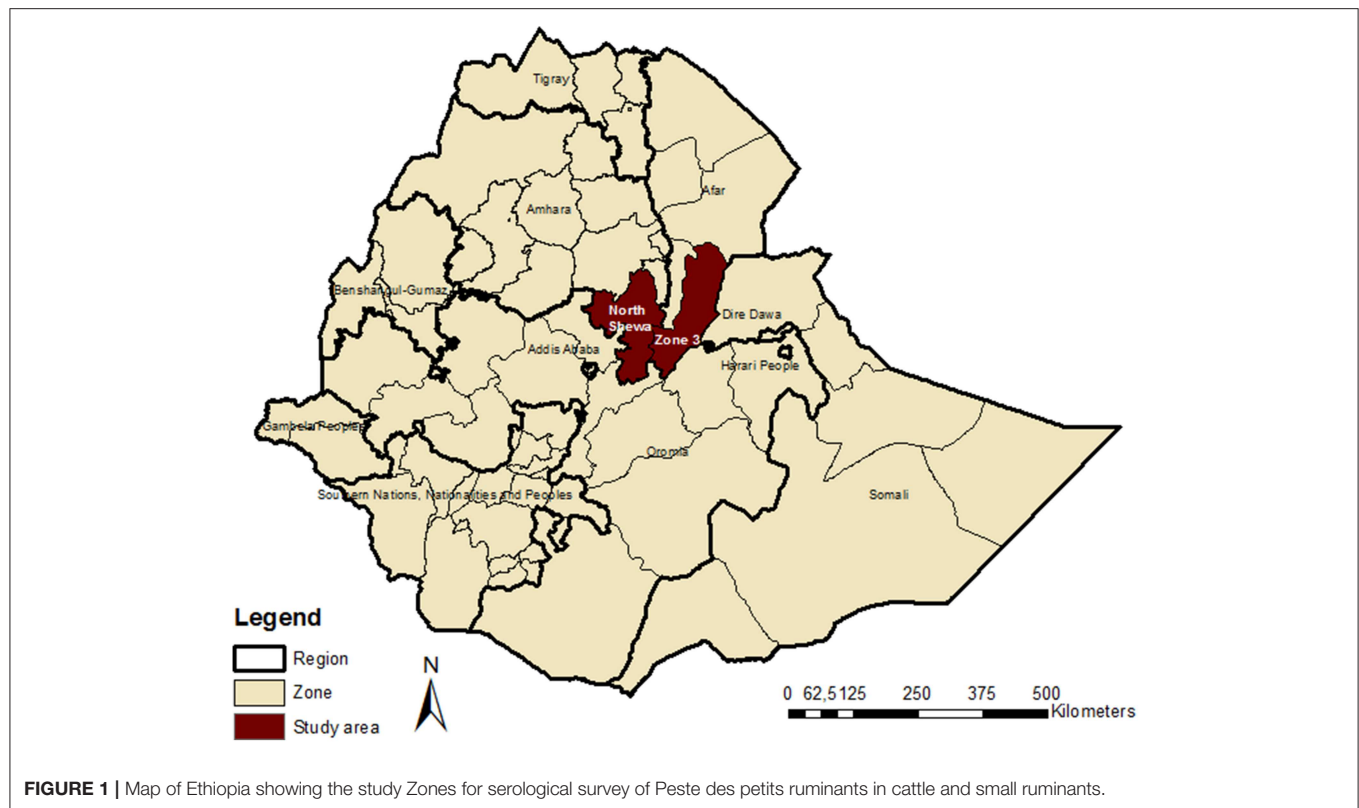 Tigray
Afar
Amhara
Benshangul-Gumaz
North
Shewa
Dire Dawa
Zone 3
Addis Ababa
Harari People
Gambela Peoples
Oromia
Southern Nations, Nationalities and Peoples
Somali
Legend
Region
Zone
Study area
N
0 62,5 125 250 375 500
Kilometers
FIGURE 1 | Map of Ethiopia showing the study Zones for serological survey of Peste des petits ruminants in cattle and small ruminants.